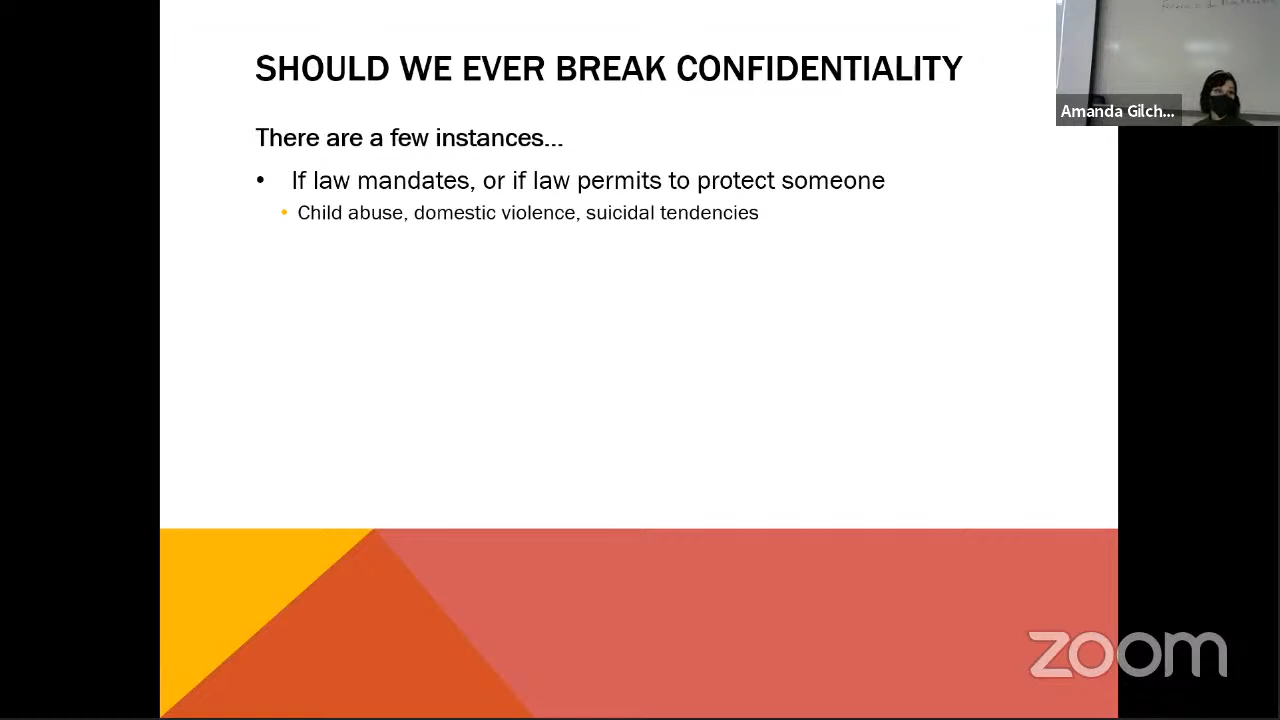 SHOULD WE EVER BREAK CONFIDENTIALITY
Amanda Gilch...
There are a few instances...
• If law mandates, or if law permits to protect someone
• Child abuse, domestic violence, suicidal tendencies
zoom